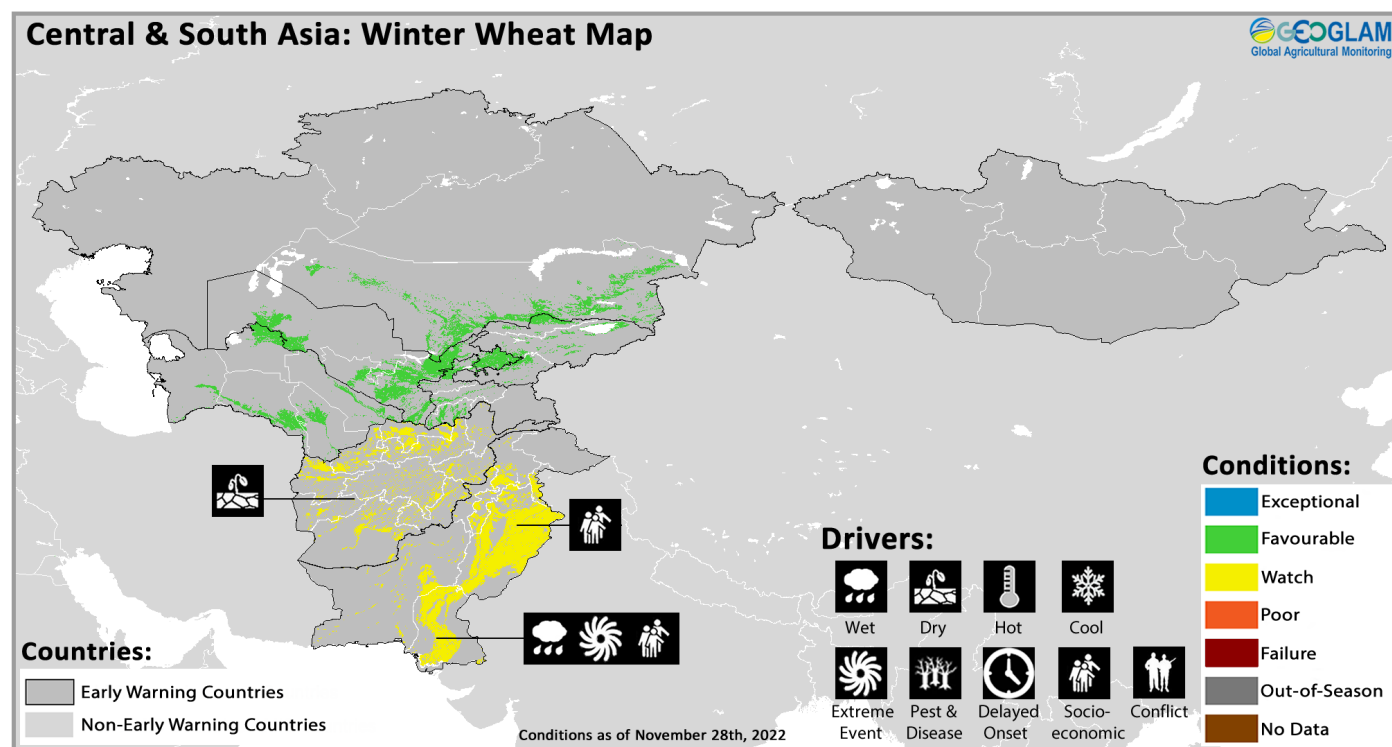 Central & South Asia: Winter Wheat Map
GEOGLAM
Global Agricultural Monitoring
Conditions:
Exceptional
Favourable
Watch
Poor
Failure
Out-of-Season
No Data
Drivers:
Wet
Dry
Hot
Cool
Extreme
Event
Pest &
Disease
Delayed
Onset
Socio-
economic
Conflict
Countries:
Early Warning Countries
Non-Early Warning Countries
Conditions as of November 28th, 2022